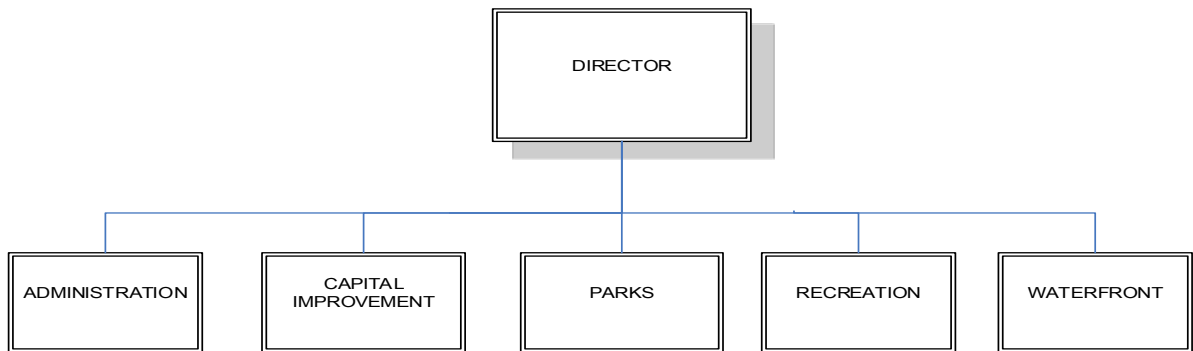 DIRECTOR
ADMINISTRATION
CAPITAL
IMPROVEMENT
PARKS
RECREATION
WATERFRONT